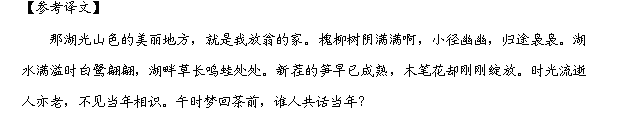 【参考译文】
那湖光山色的美丽地方，就是我放翁的家。槐柳树阴满满啊，小径幽幽，归途袅袅。湖
水满溢时白鹭翩翩，湖畔草长鸣蛙处处。新茬的笋早已成熟，木笔花却刚刚绽放。时光流逝
人亦老，不见当年相识。午时梦回茶前，谁人共话当年？